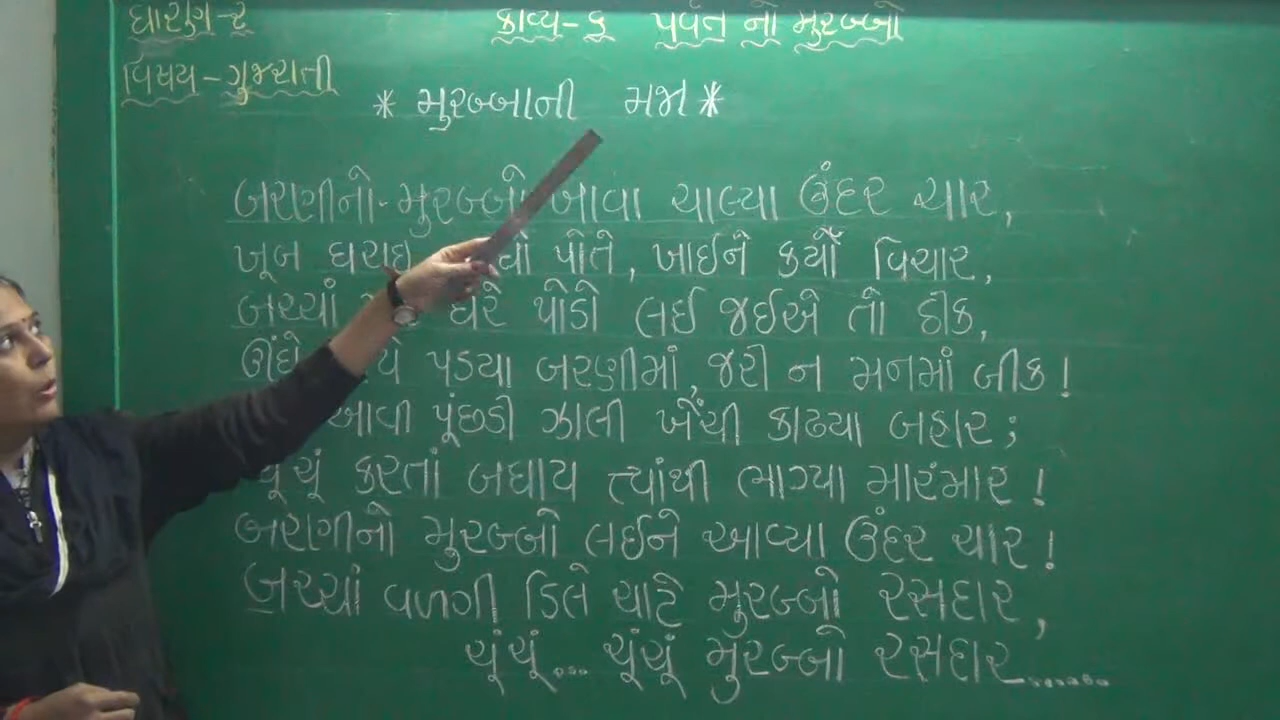 ધોરણ-૨
કાવ્ય-૬ પર્વત નો મુરબ્બો
વિષય-ગુજરાતી
* મુરબ્બાની મજા *
બરણીનો-મુરબ્બો ખાવા ચાલ્યા ઉંદર ચાર,
ખૂબ ધરાઇ પોતે, ખાઈને કર્યો વિચાર,
બચ્ચાં ઘરે થોડો લઈ જઈએ તો ઠીક,
ઊંધે પડ્યા બરણીમાં, જરી ન મનમાં બીક!
આવી પૂંછડી ઝાલી ખેંચી કાઢ્યા બહાર;
ચૂંચૂં કરતાં બધાય ત્યાંથી ભાગ્યા મારંમાર!
બરણીનો મુરબ્બો લઈને આવ્યા ઉંદર ચાર!
બચ્ચાં વળગી ડિલે ચાટે મુરબ્બો રસદાર,
ચૂંચૂં... ચૂંચૂં મુરબ્બો રસદાર......